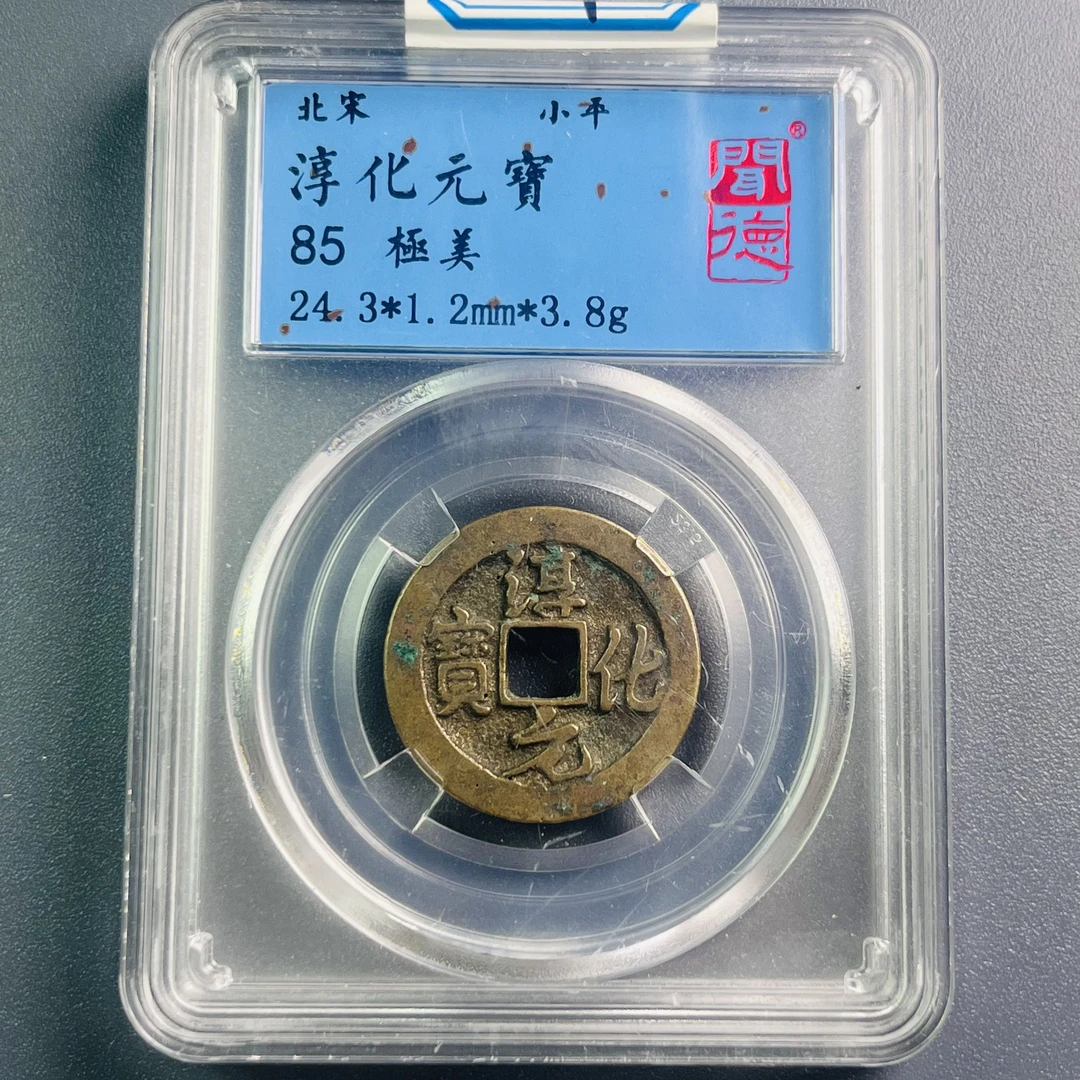 北宋 小平
淳化元寶
85 極美
24.3*1.2mm*3.8g
聞德
®
淳化元寶